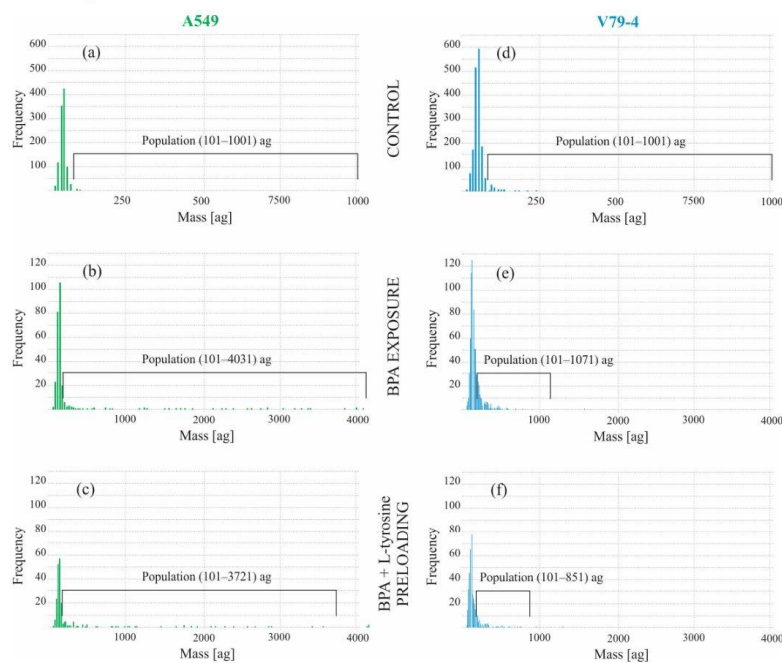 A549
V79-4
(a)
600
500
400
300
200
100
Frequency
Population (101–1001) ag
250
500
7500
1000
Mass [ag]
CONTROL
(d)
600
500
400
300
200
100
Frequency
Population (101–1001) ag
250
500
7500
1000
Mass [ag]
(b)
120
100
80
60
40
20
Frequency
Population (101–4031) ag
1000
2000
3000
4000
Mass [ag]
BPA EXPOSURE
(e)
120
100
80
60
40
20
Frequency
Population (101–1071) ag
1000
2000
3000
4000
Mass [ag]
(c)
120
100
80
60
40
20
Frequency
Population (101–3721) ag
1000
2000
3000
4000
Mass [ag]
BPA + L-tyrosine
PRELOADING
(f)
120
100
80
60
40
20
Frequency
Population (101–851) ag
1000
2000
3000
4000
Mass [ag]